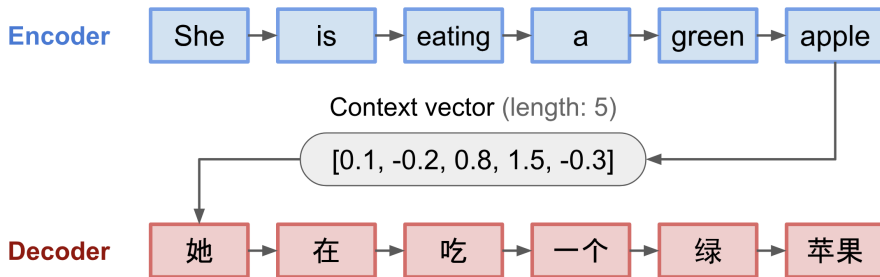 Encoder She is eating a green apple
Context vector (length: 5)
[0.1, -0.2, 0.8, 1.5, -0.3]
Decoder 她 在 吃 一个 绿 苹果